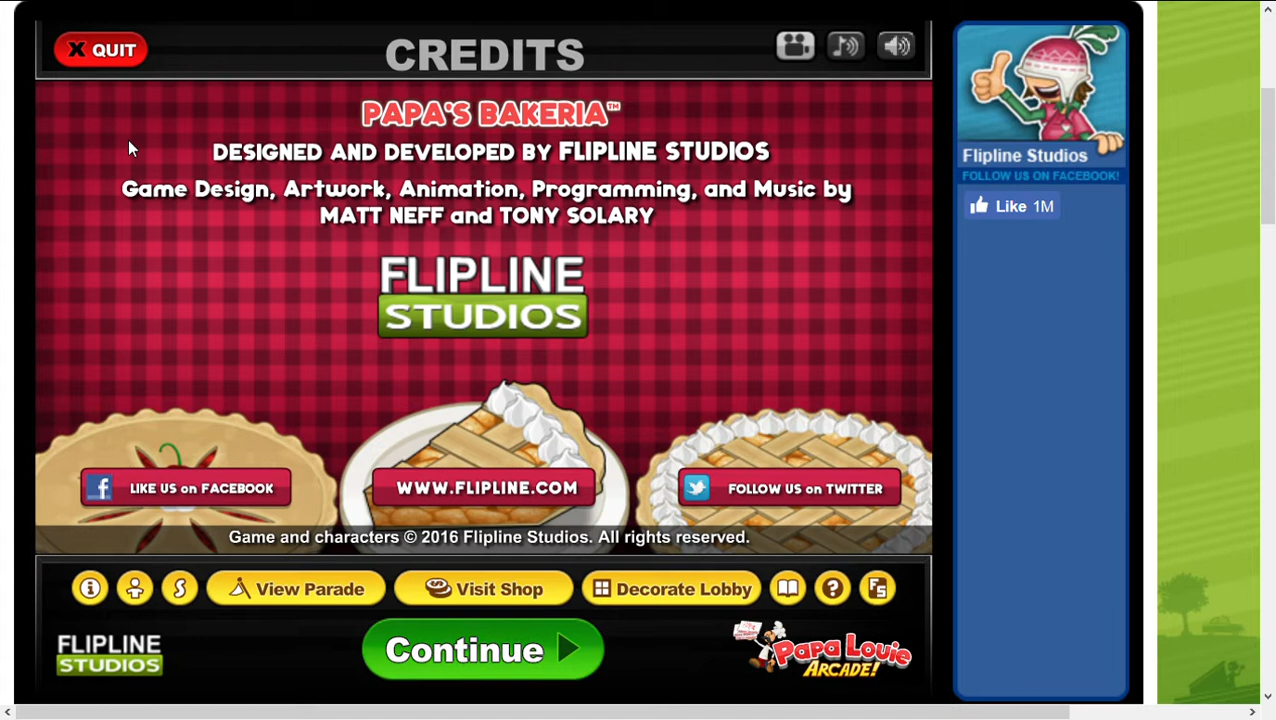 X QUIT
CREDITS
PAPA'S BAKERIA™
DESIGNED AND DEVELOPED BY FLIPLINE STUDIOS
Game Design, Artwork, Animation, Programming, and Music by
MATT NEFF and TONY SOLARY
FLIPLINE
STUDIOS
LIKE US on FACEBOOK
WWW.FLIPLINE.COM
FOLLOW US on TWITTER
Game and characters © 2016 Flipline Studios. All rights reserved.
View Parade
Visit Shop
Decorate Lobby
?
FS
FLIPLINE
STUDIOS
Continue
Papa Louie
ARCADE!
Flipline Studios
FOLLOW US ON FACEBOOK!
Like 1M